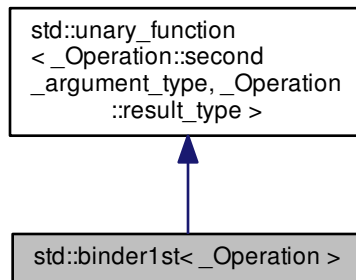 std::unary_function
< _Operation::second
_argument_type, _Operation
::result_type >
std::binder1st< _Operation >